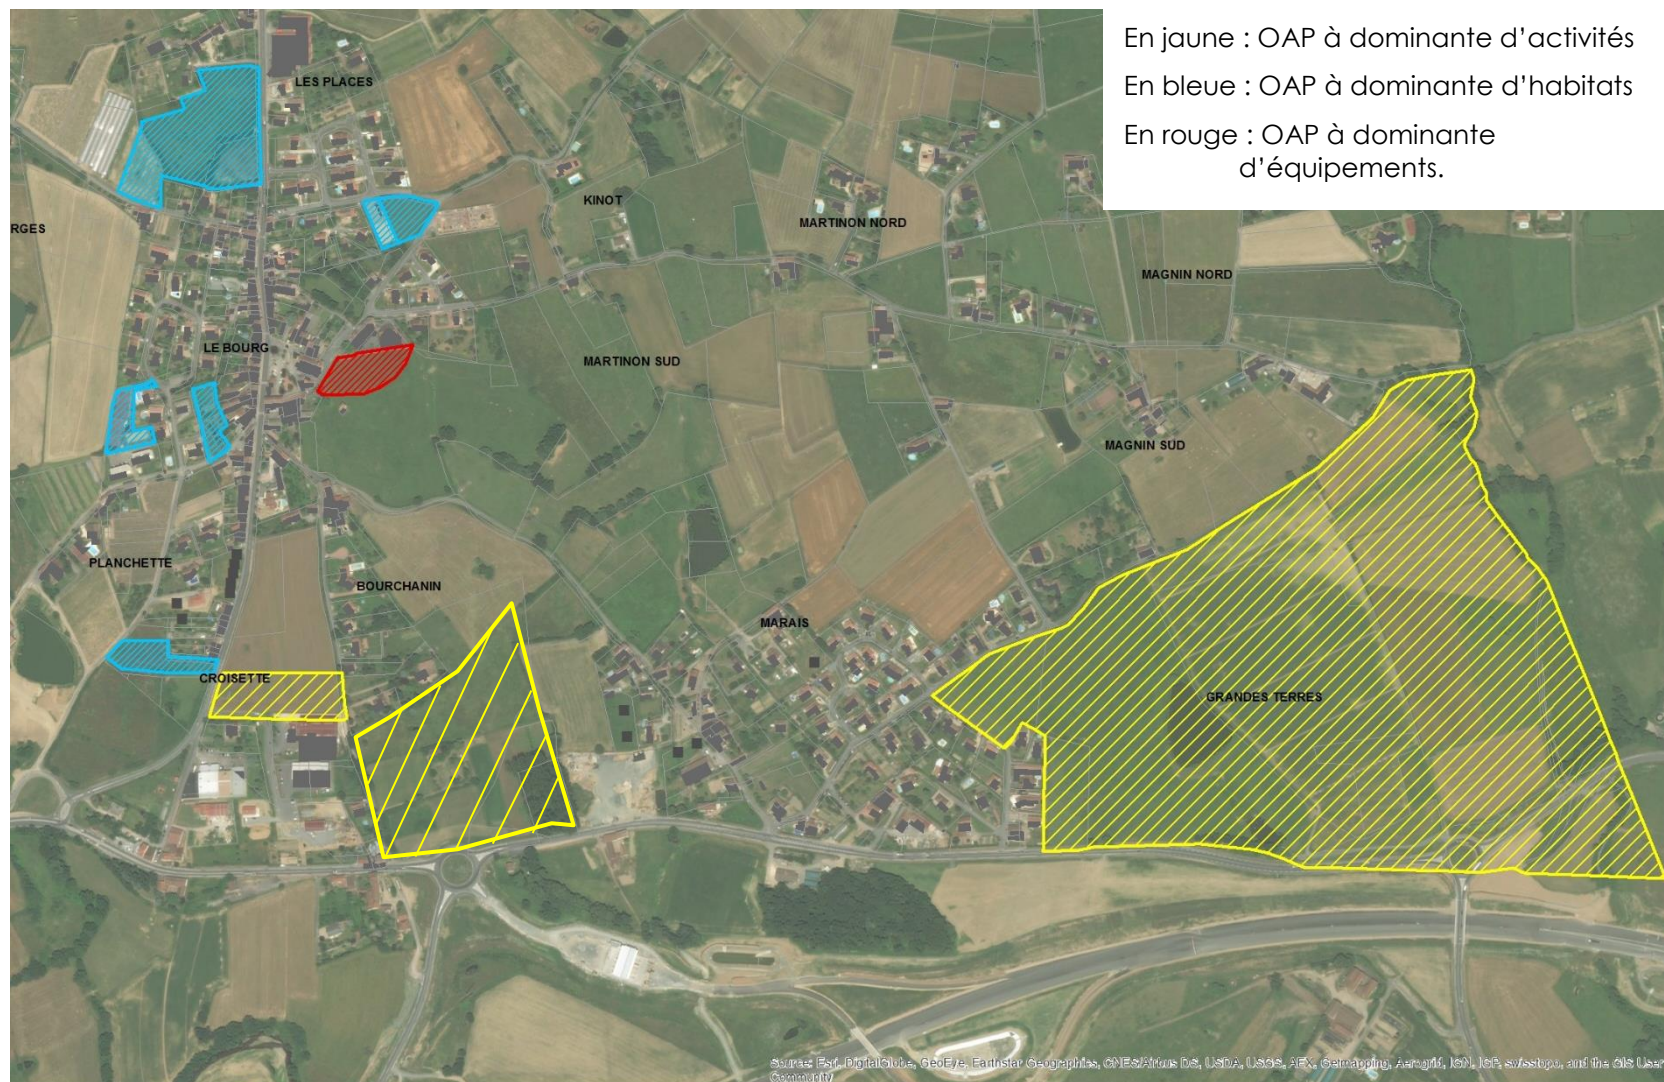 En jaune : OAP à dominante d'activités
En bleue : OAP à dominante d'habitats
En rouge : OAP à dominante
d'équipements.
LES PLACES
KINOT
MARTINON NORD
RGES
MAGNIN NORD
LE BOURG
MARTINON SUD
MAGNIN SUD
PLANCHETTE
BOURCHANIN
MARAIS
CROISETTE
GRANDES TERRES
Source: Esri, DigitalGlobe, GeoEye, Earthstar Geographics, CNES/Airbus DS, USDA, USGS, AEX, Getmapping, Aerogrid, IGN, IGP, swisstopo, and the GIS User
Community